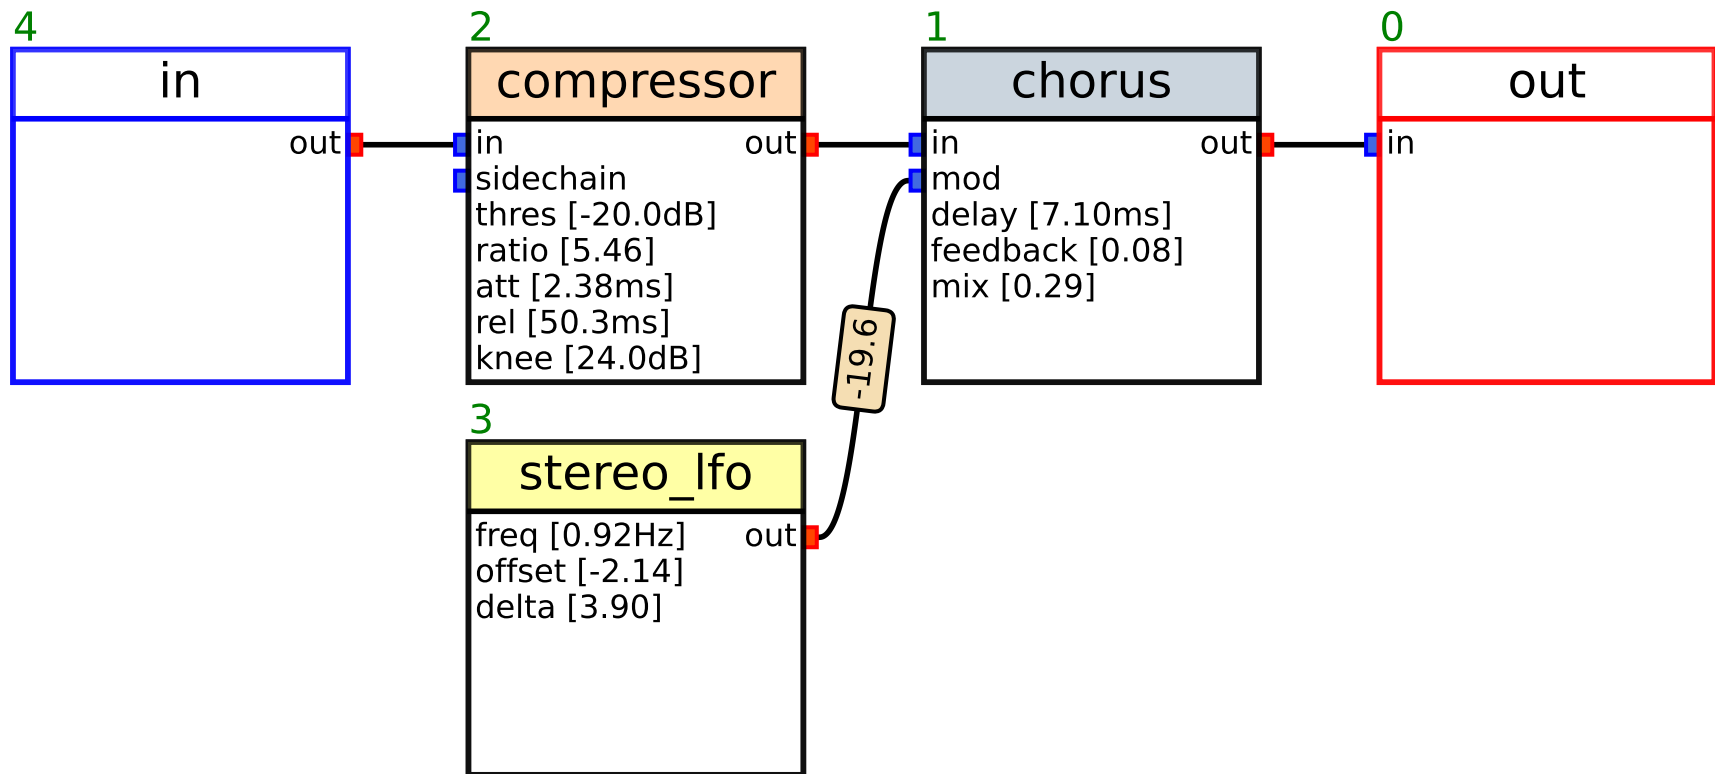 4
in
out
2
compressor
in
out
sidechain
thres [-20.0dB]
ratio [5.46]
att [2.38ms]
rel [50.3ms]
knee [24.0dB]
1
chorus
in
out
mod
delay [7.10ms]
feedback [0.08]
mix [0.29]
0
out
in
-19.6
3
stereo_lfo
freq [0.92Hz]
out
offset [-2.14]
delta [3.90]